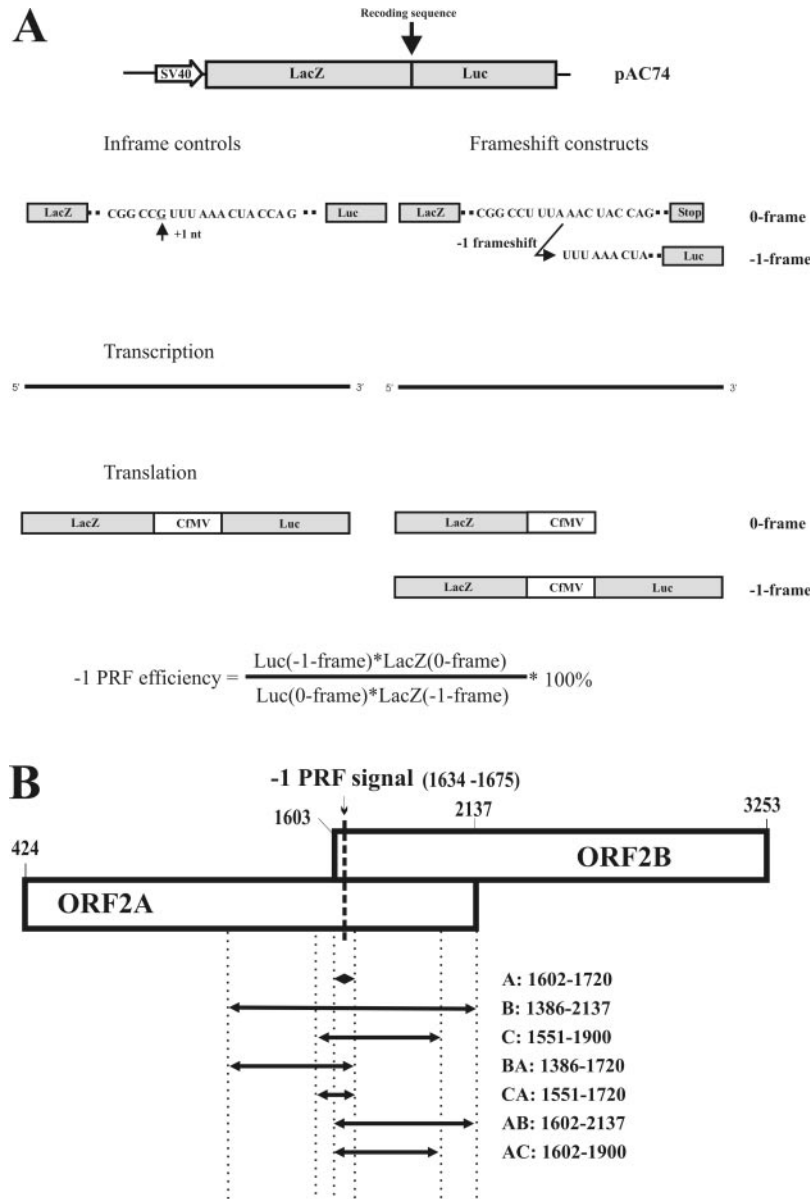 A
Recoding sequence
SV40 LacZ Luc pAC74
Inframe controls Frameshift constructs
LacZ CGG CCG UUU AAA CUA CCA G Luc LacZ CGG CCU UUA AAC UAC CAG Stop 0-frame
+1 nt -1 frameshift UUU AAA CUA Luc -1-frame
Transcription
5' 3' 5' 3'
Translation
LacZ CfMV Luc LacZ CfMV 0-frame
LacZ CfMV Luc -1-frame
-1 PRF efficiency = Luc(-1-frame)*LacZ(0-frame) * 100%
Luc(0-frame)*LacZ(-1-frame)
B
-1 PRF signal (1634 -1675)
424 1603 2137 3253
ORF2B
ORF2A
A: 1602-1720
B: 1386-2137
C: 1551-1900
BA: 1386-1720
CA: 1551-1720
AB: 1602-2137
AC: 1602-1900